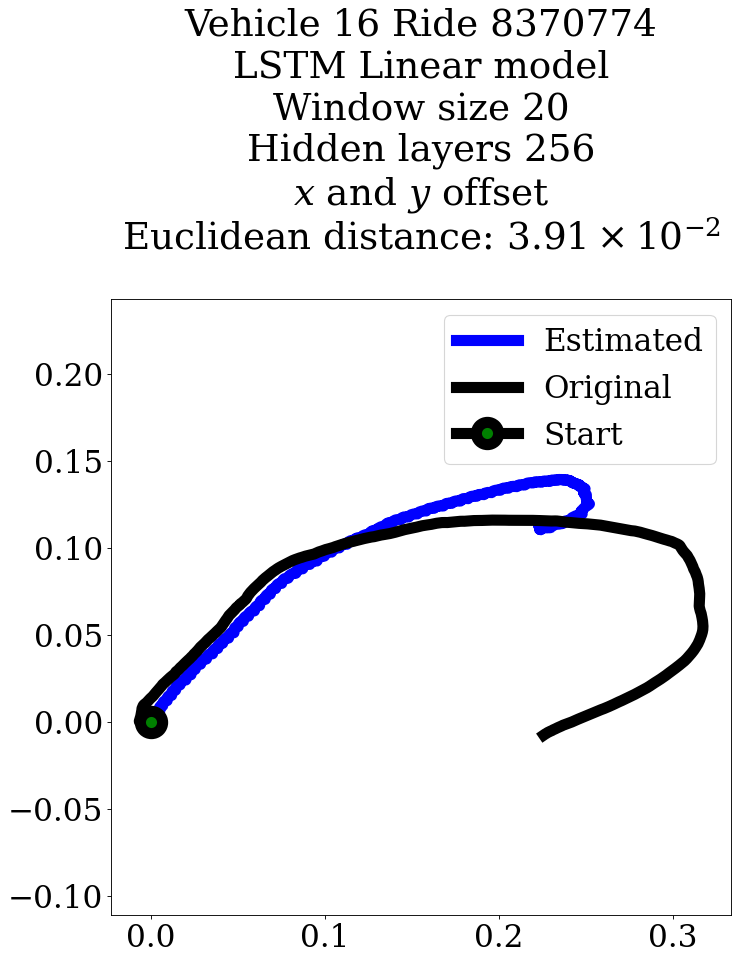 Vehicle 16 Ride 8370774
LSTM Linear model
Window size 20
Hidden layers 256
x and y offset
Euclidean distance: 3.91 × 10⁻²
Estimated
Original
Start
0.20
0.15
0.10
0.05
0.00
−0.05
−0.10
0.0 0.1 0.2 0.3